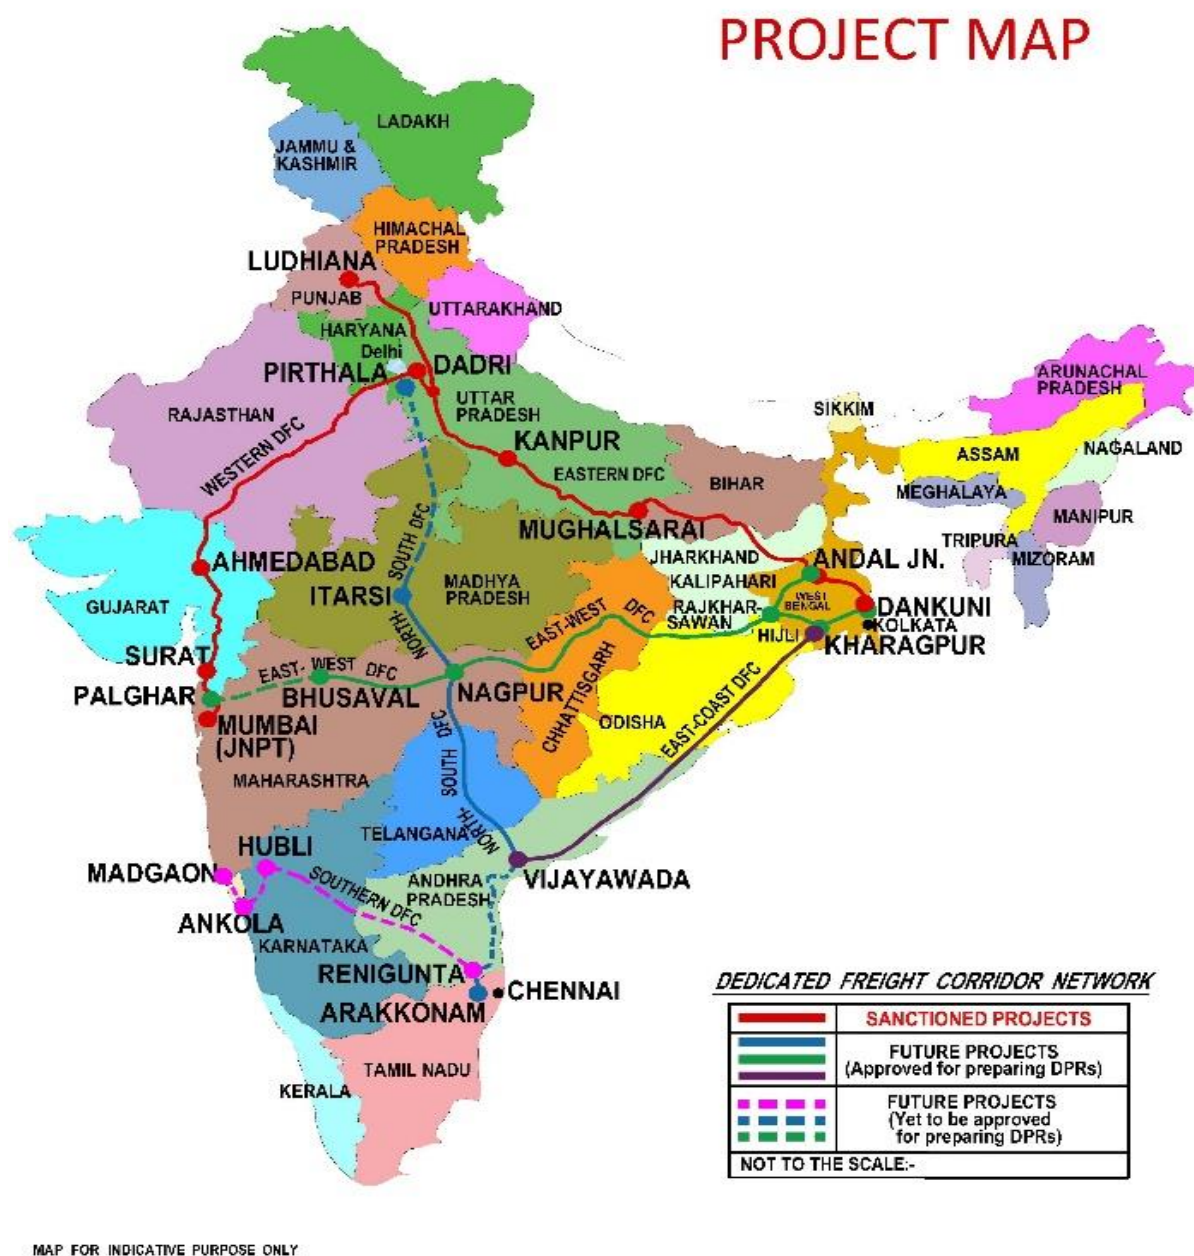 PROJECT MAP
LADAKH
JAMMU &
KASHMIR
HIMACHAL
PRADESH
LUDHIANA
PUNJAB
UTTARAKHAND
HARYANA
Delhi
PIRTHALA
DADRI
UTTAR
PRADESH
RAJASTHAN
WESTERN DFC
KANPUR
EASTERN DFC
BIHAR
SIKKIM
ARUNACHAL
PRADESH
ASSAM
NAGALAND
MEGHALAYA
MANIPUR
TRIPURA
MIZORAM
MUGHALSARAI
JHARKHAND
ANDAL JN.
KALIPAHARI
AHMEDABAD
GUJARAT
ITARSI
NORTH-
SOUTH DFC
MADHYA
PRADESH
RAJKHAR-
SAWAN
WEST
BENGAL
DANKUNI
KOLKATA
HIJLI
KHARAGPUR
EAST-WEST DFC
SURAT
EAST- WEST DFC
PALGHAR
BHUSAVAL
NAGPUR
CHHATTISGARH
ODISHA
EAST-COAST DFC
MUMBAI
(JNPT)
MAHARASHTRA
NORTH-
SOUTH DFC
TELANGANA
HUBLI
MADGAON
SOUTHERN DFC
ANDHRA
PRADESH
VIJAYAWADA
ANKOLA
KARNATAKA
RENIGUNTA
CHENNAI
ARAKKONAM
TAMIL NADU
KERALA
DEDICATED FREIGHT CORRIDOR NETWORK
SANCTIONED PROJECTS
FUTURE PROJECTS
(Approved for preparing DPRs)
FUTURE PROJECTS
(Yet to be approved
for preparing DPRs)
NOT TO THE SCALE:-
MAP FOR INDICATIVE PURPOSE ONLY